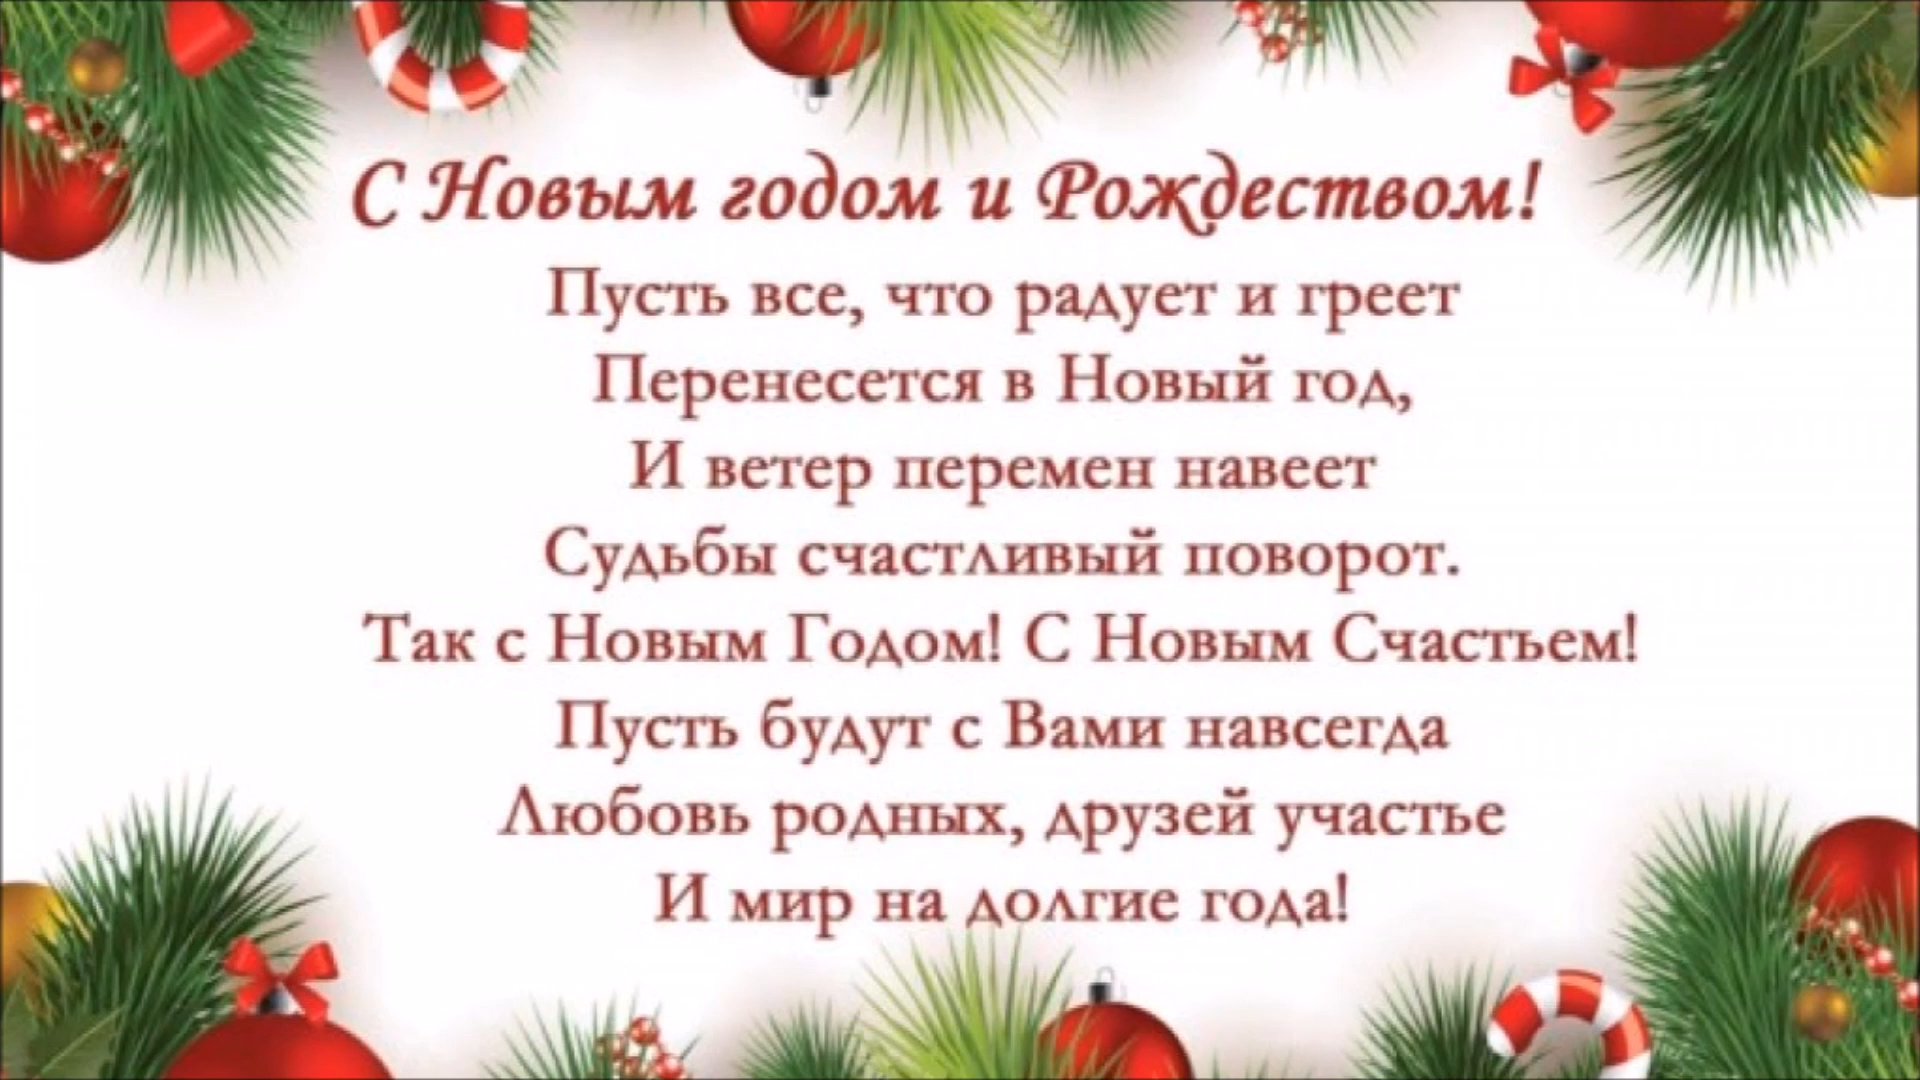 С Новым годом и Рождеством!
Пусть все, что радует и греет
Перенесется в Новый год,
И ветер перемен навеет
Судьбы счастливый поворот.
Так с Новым Годом! С Новым Счастьем!
Пусть будут с Вами навсегда
Любовь родных, друзей участье
И мир на долгие года!